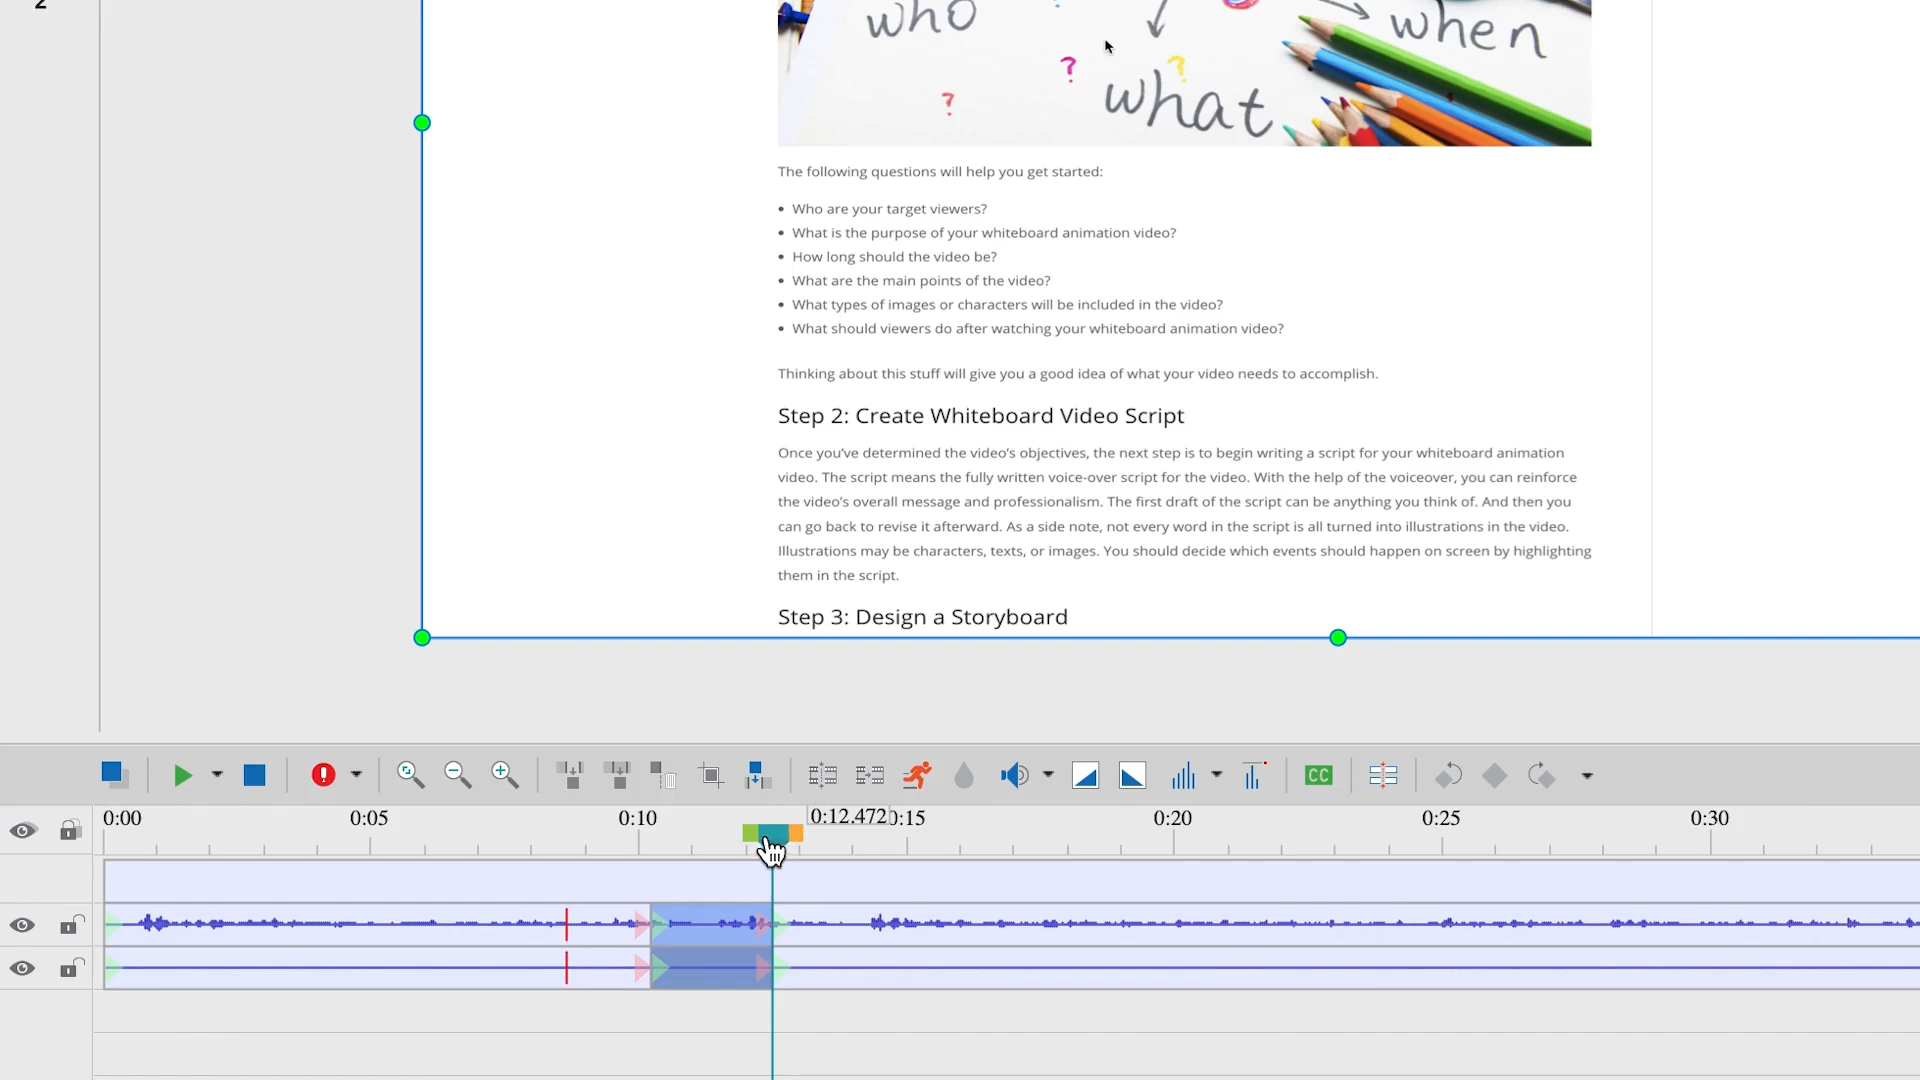 2
who
when
?
?
what
?
The following questions will help you get started:
• Who are your target viewers?
• What is the purpose of your whiteboard animation video?
• How long should the video be?
• What are the main points of the video?
• What types of images or characters will be included in the video?
• What should viewers do after watching your whiteboard animation video?
Thinking about this stuff will give you a good idea of what your video needs to accomplish.
Step 2: Create Whiteboard Video Script
Once you've determined the video's objectives, the next step is to begin writing a script for your whiteboard animation
video. The script means the fully written voice-over script for the video. With the help of the voiceover, you can reinforce
the video's overall message and professionalism. The first draft of the script can be anything you think of. And then you
can go back to revise it afterward. As a side note, not every word in the script is all turned into illustrations in the video.
Illustrations may be characters, texts, or images. You should decide which events should happen on screen by highlighting
them in the script.
Step 3: Design a Storyboard
CC
0:00 0:05 0:10 0:12.472 0:15 0:20 0:25 0:30